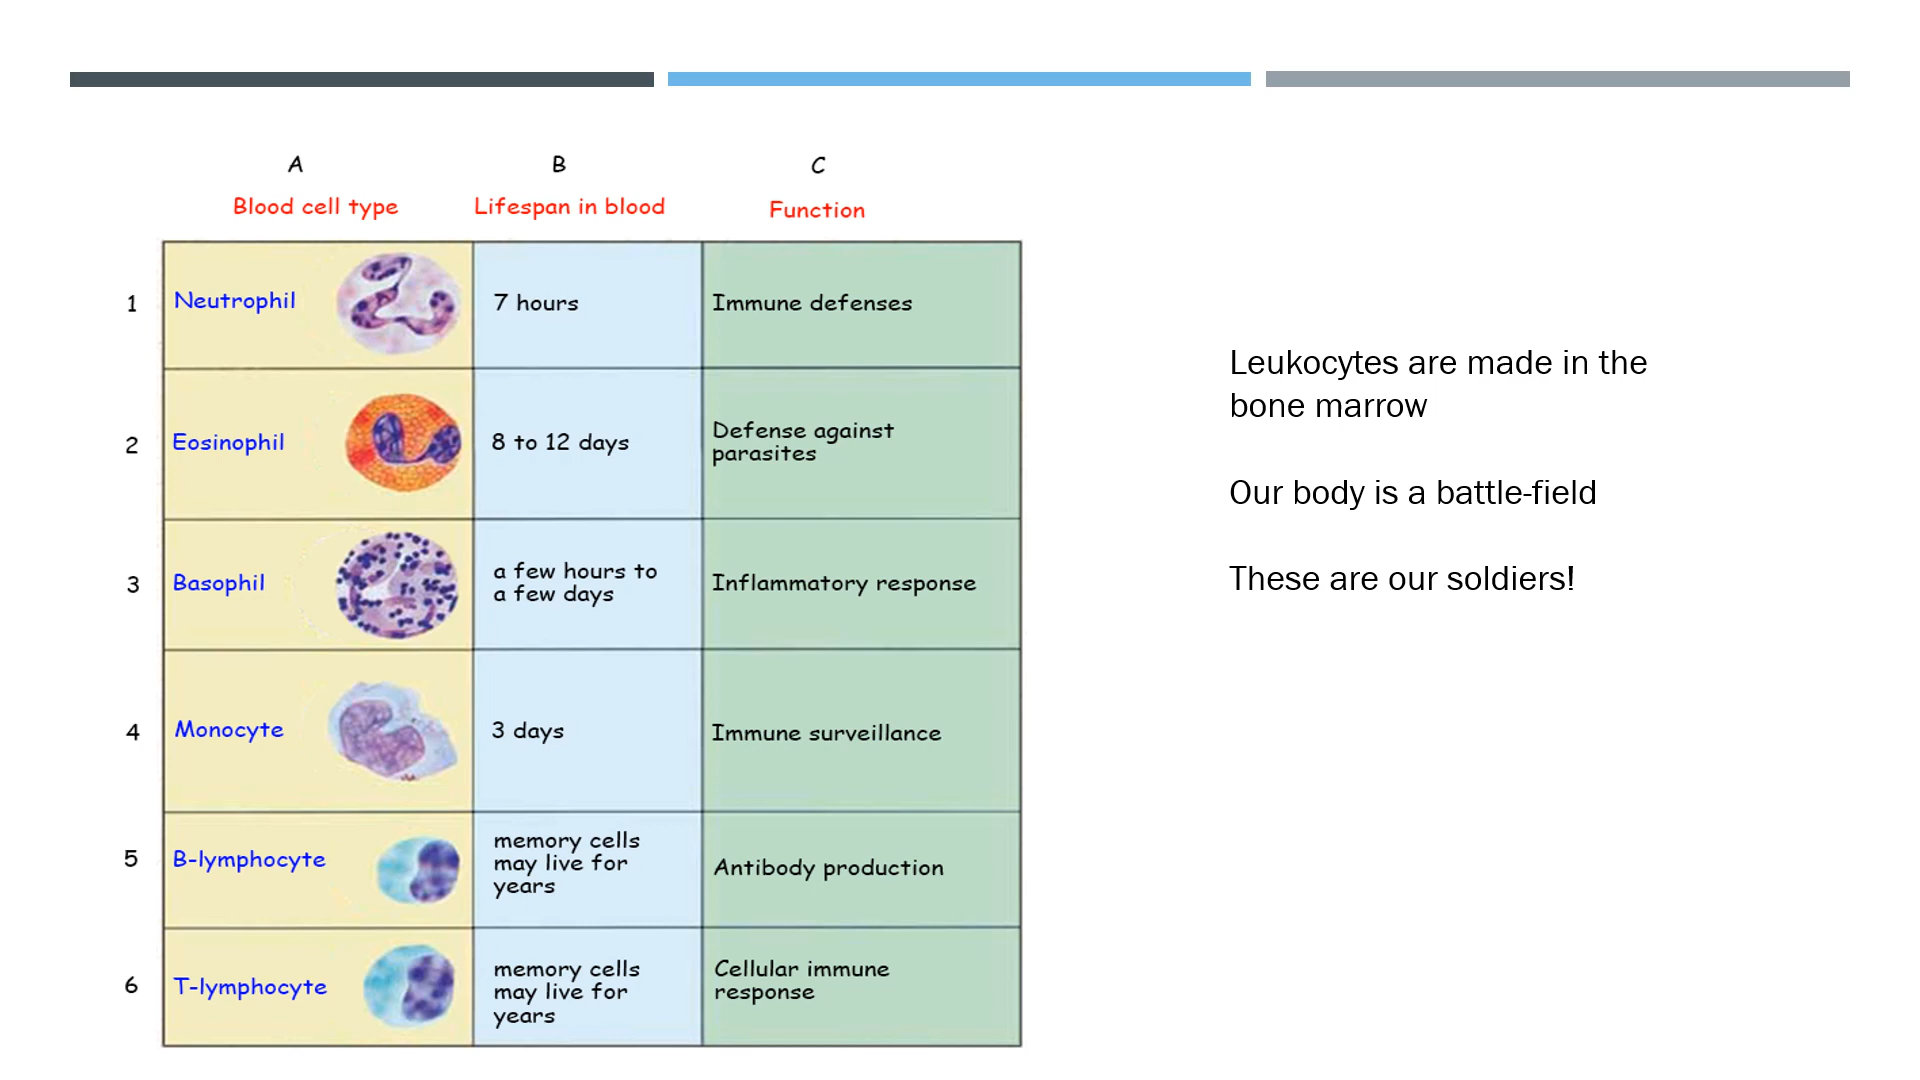 A
B
C
Blood cell type
Lifespan in blood
Function
1
Neutrophil
7 hours
Immune defenses
2
Eosinophil
8 to 12 days
Defense against
parasites
3
Basophil
a few hours to
a few days
Inflammatory response
4
Monocyte
3 days
Immune surveillance
5
B-lymphocyte
memory cells
may live for
years
Antibody production
6
T-lymphocyte
memory cells
may live for
years
Cellular immune
response
Leukocytes are made in the
bone marrow
Our body is a battle-field
These are our soldiers!